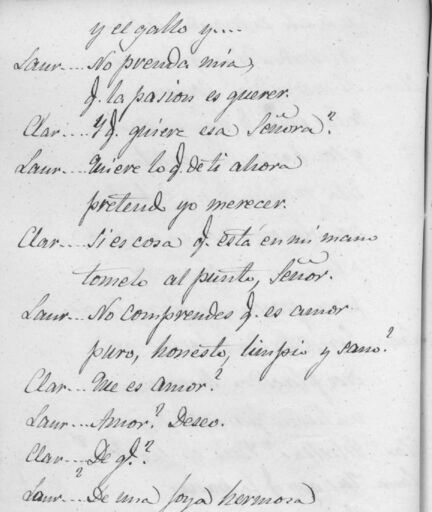 y el gallo y....
Laur... No prenda mia,
q. la pasion es querer.
Clar... Y q. quiere esa Señora?
Laur... Quiere lo q. de ti ahora
pretendo yo merecer.
Clar... Si es cosa q. está en mi mano
tomelo al punto, Señor.
Laur... No comprendes q. es amor
puro, honesto, limpio y sano?
Clar... Que es amor?
Laur... Amor? Deseo.
Clar... De q.?
Laur... De una joya hermosa